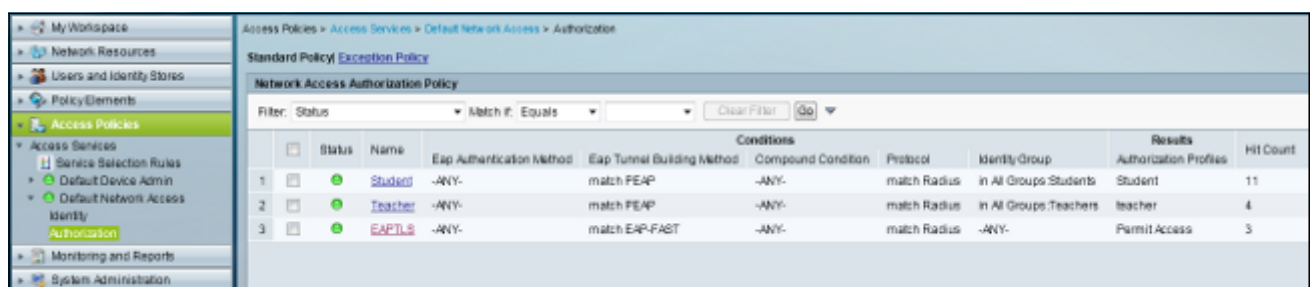 My Workspace
Network Resources
Users and Identity Stores
Policy Elements
Access Policies
Access Services
Service Selection Rules
Default Device Admin
Default Network Access
Identity
Authorization
Monitoring and Reports
System Administration
Access Policies > Access Services > Default Network Access > Authorization
Standard Policy| Exception Policy
Network Access Authorization Policy
Filter: Status Match if: Equals Clear Filter Go
Conditions Results
Status Name Eap Authentication Method Eap Tunnel Building Method Compound Condition Protocol Identity Group Authorization Profiles Hit Count
1 Student -ANY- match PEAP -ANY- match Radius in All Groups:Students Student 11
2 Teacher -ANY- match PEAP -ANY- match Radius in All Groups:Teachers teacher 4
3 EAPTLS -ANY- match EAP-FAST -ANY- match Radius -ANY- Permit Access 3